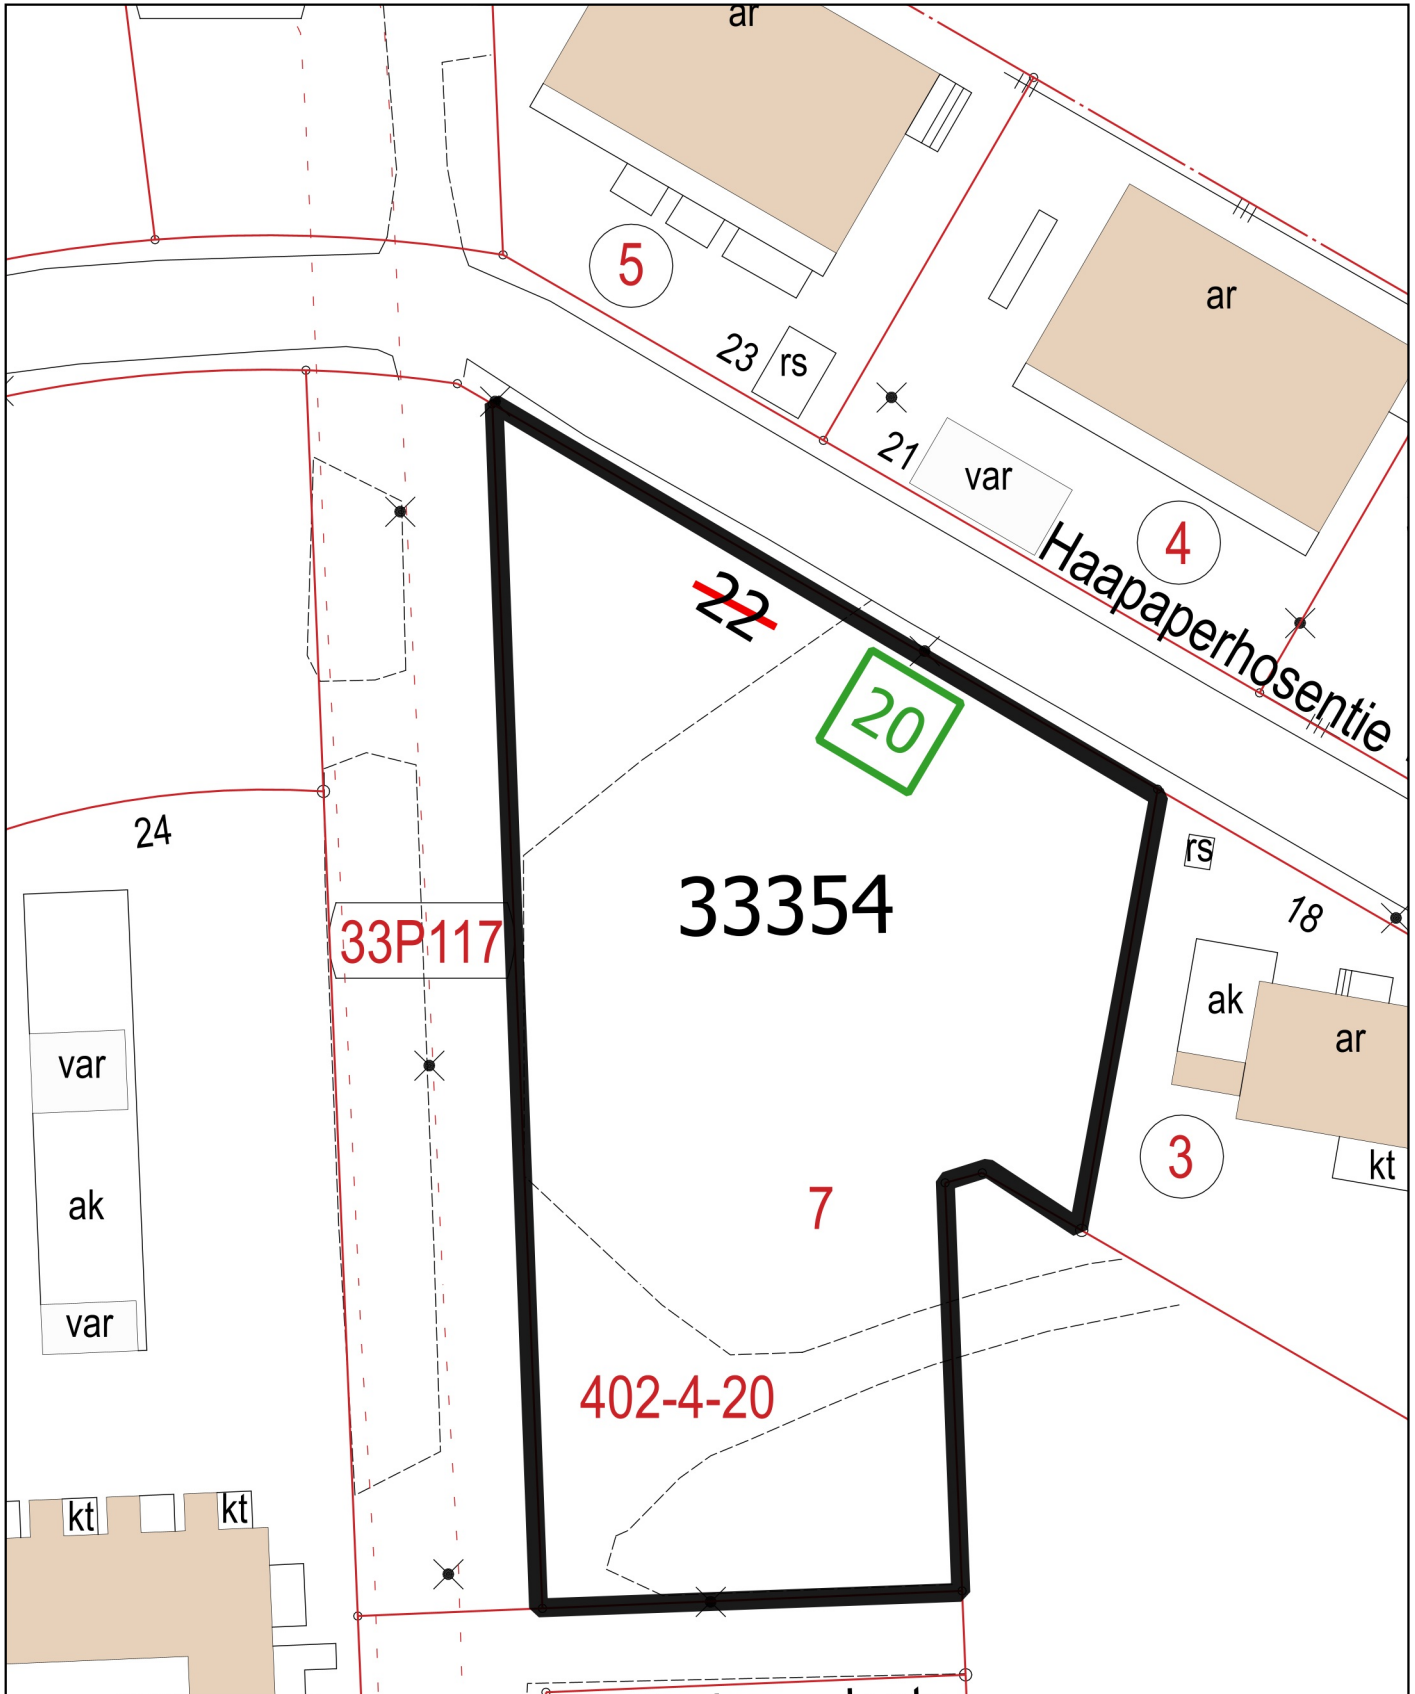 ar
5
ar
23
rs
21
var
4
Haapaperhosentie
22
20
24
rs
18
33354
33P117
ak
ar
var
3
kt
7
ak
var
402-4-20
kt
kt